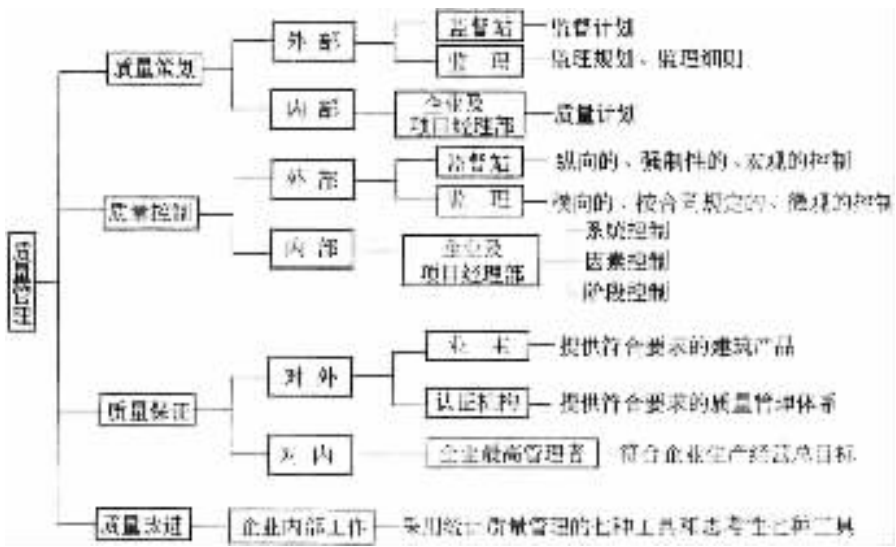 质量管理
质量策划
外部
监督站
监督计划
监理
监理规划、监理细则
内部
企业及
项目经理部
质量计划
质量控制
外部
监督站
纵向的、强制性的、宏观的控制
监理
横向的、按合同规定的、微观的控制
内部
企业及
项目经理部
系统控制
因素控制
阶段控制
质量保证
对外
业主
提供符合要求的建筑产品
认证机构
提供符合要求的质量管理体系
对内
企业最高管理者
符合企业生产经营总目标
质量改进
企业内部工作
采用统计质量管理的七种工具和思考性七种工具